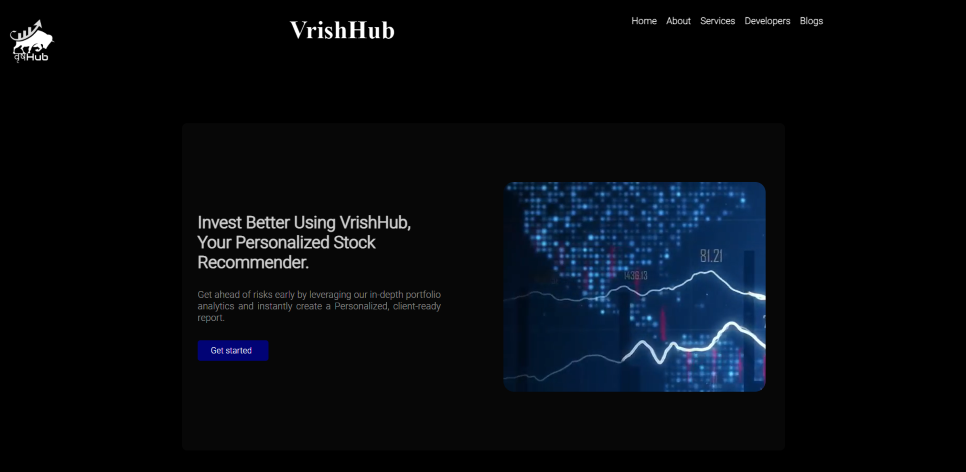 वृषHub
VrishHub
Home About Services Developers Blogs
Invest Better Using VrishHub,
Your Personalized Stock
Recommender.
Get ahead of risks early by leveraging our in-depth portfolio
analytics and instantly create a Personalized, client-ready
report.
Get started
81.21
1436.13